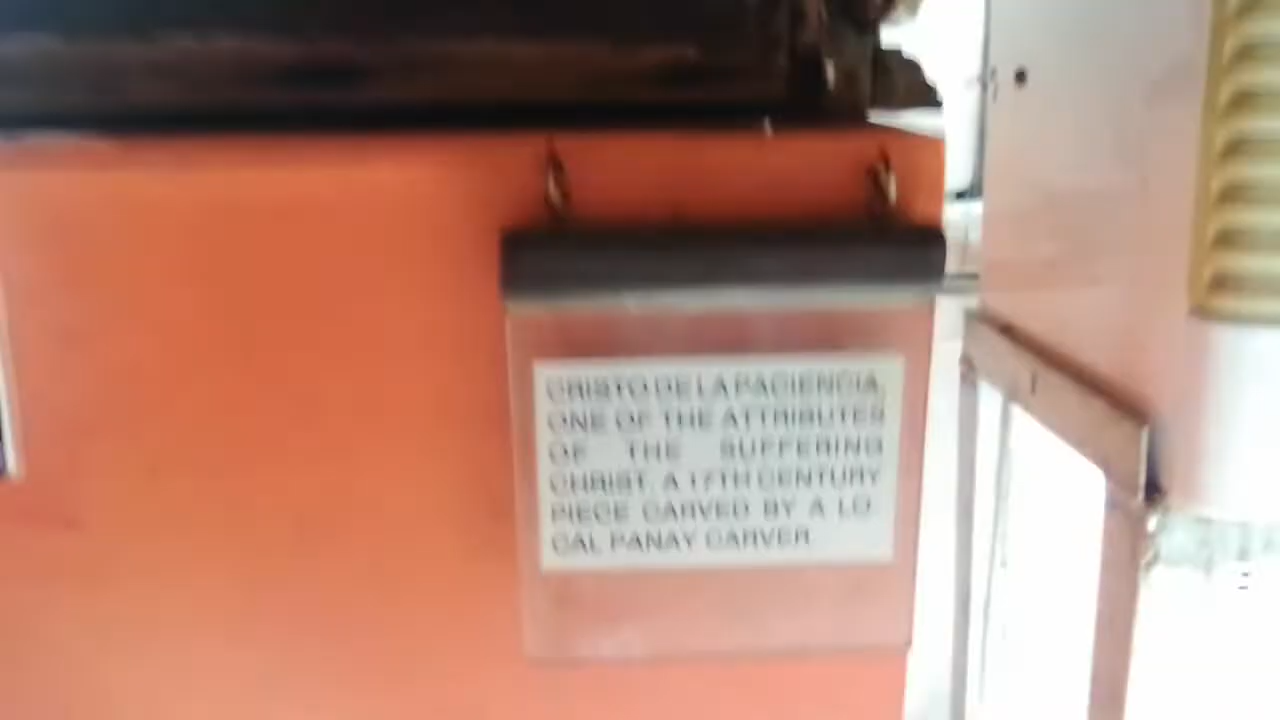 CRISTO DE LA PACIENCIA,
ONE OF THE ATTRIBUTES
OF THE SUFFERING
CHRIST. A 17TH CENTURY
PIECE CARVED BY A LO-
CAL PANAY CARVER.